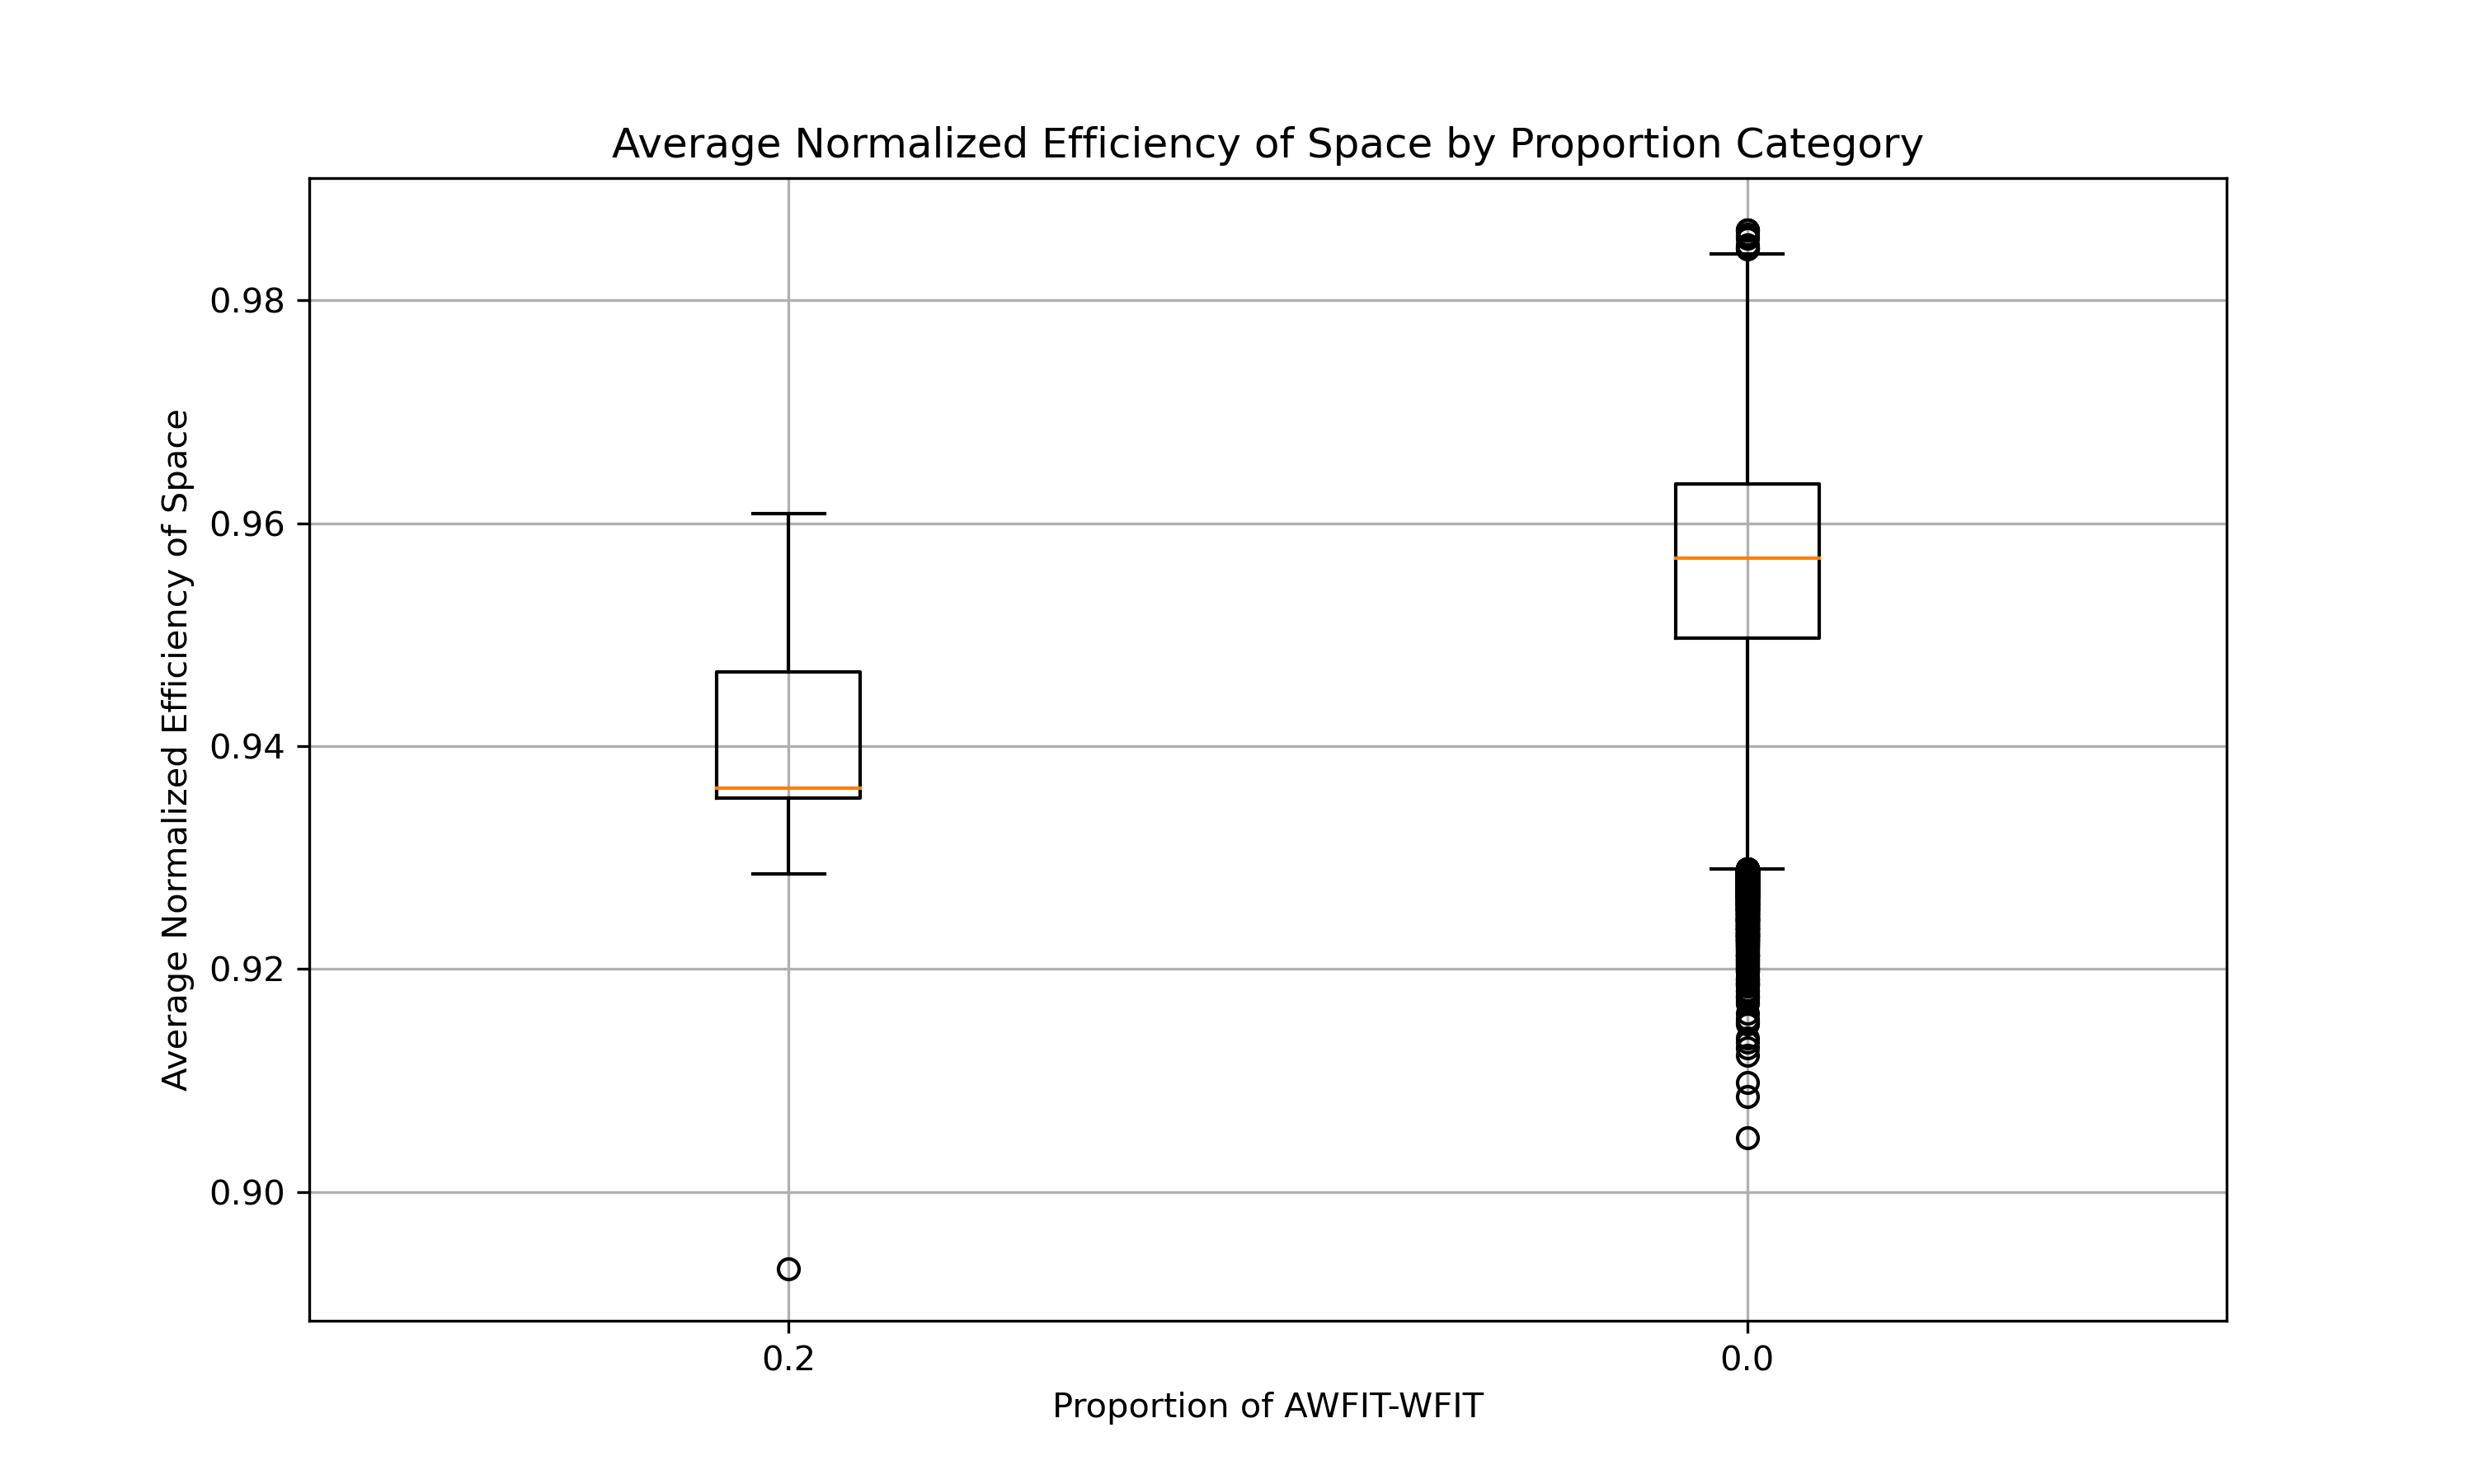 Average Normalized Efficiency of Space by Proportion Category
Average Normalized Efficiency of Space
0.98
0.96
0.94
0.92
0.90
0.2
0.0
Proportion of AWFIT-WFIT